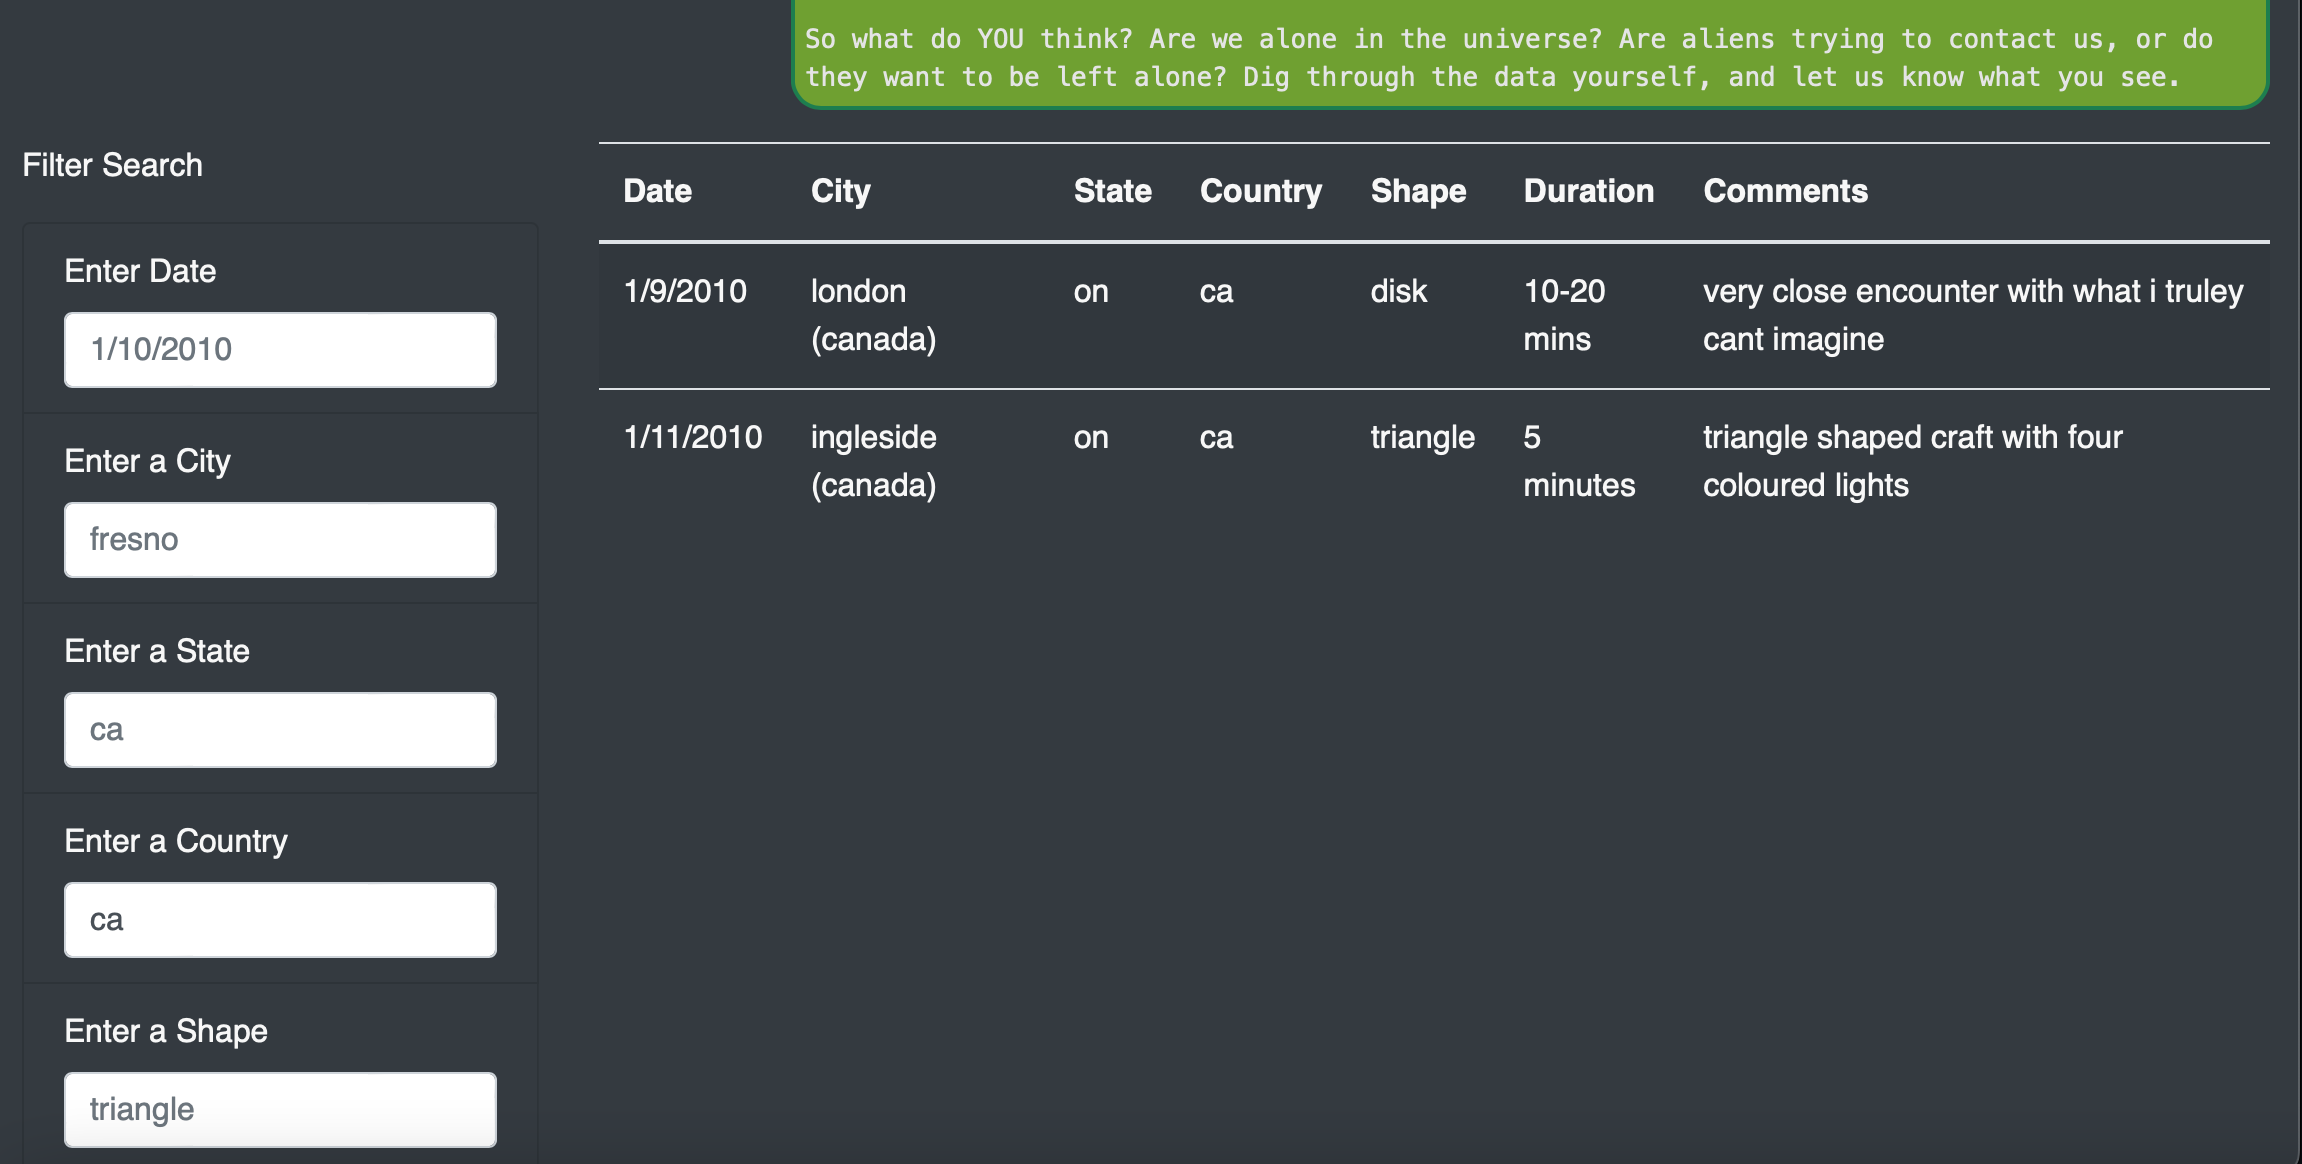 So what do YOU think? Are we alone in the universe? Are aliens trying to contact us, or do
they want to be left alone? Dig through the data yourself, and let us know what you see.
Filter Search
Enter Date
1/10/2010
Enter a City
fresno
Enter a State
ca
Enter a Country
ca
Enter a Shape
triangle
Date City State Country Shape Duration Comments
1/9/2010 london on ca disk 10-20 very close encounter with what i truley
(canada) mins cant imagine
1/11/2010 ingleside on ca triangle 5 triangle shaped craft with four
(canada) minutes coloured lights